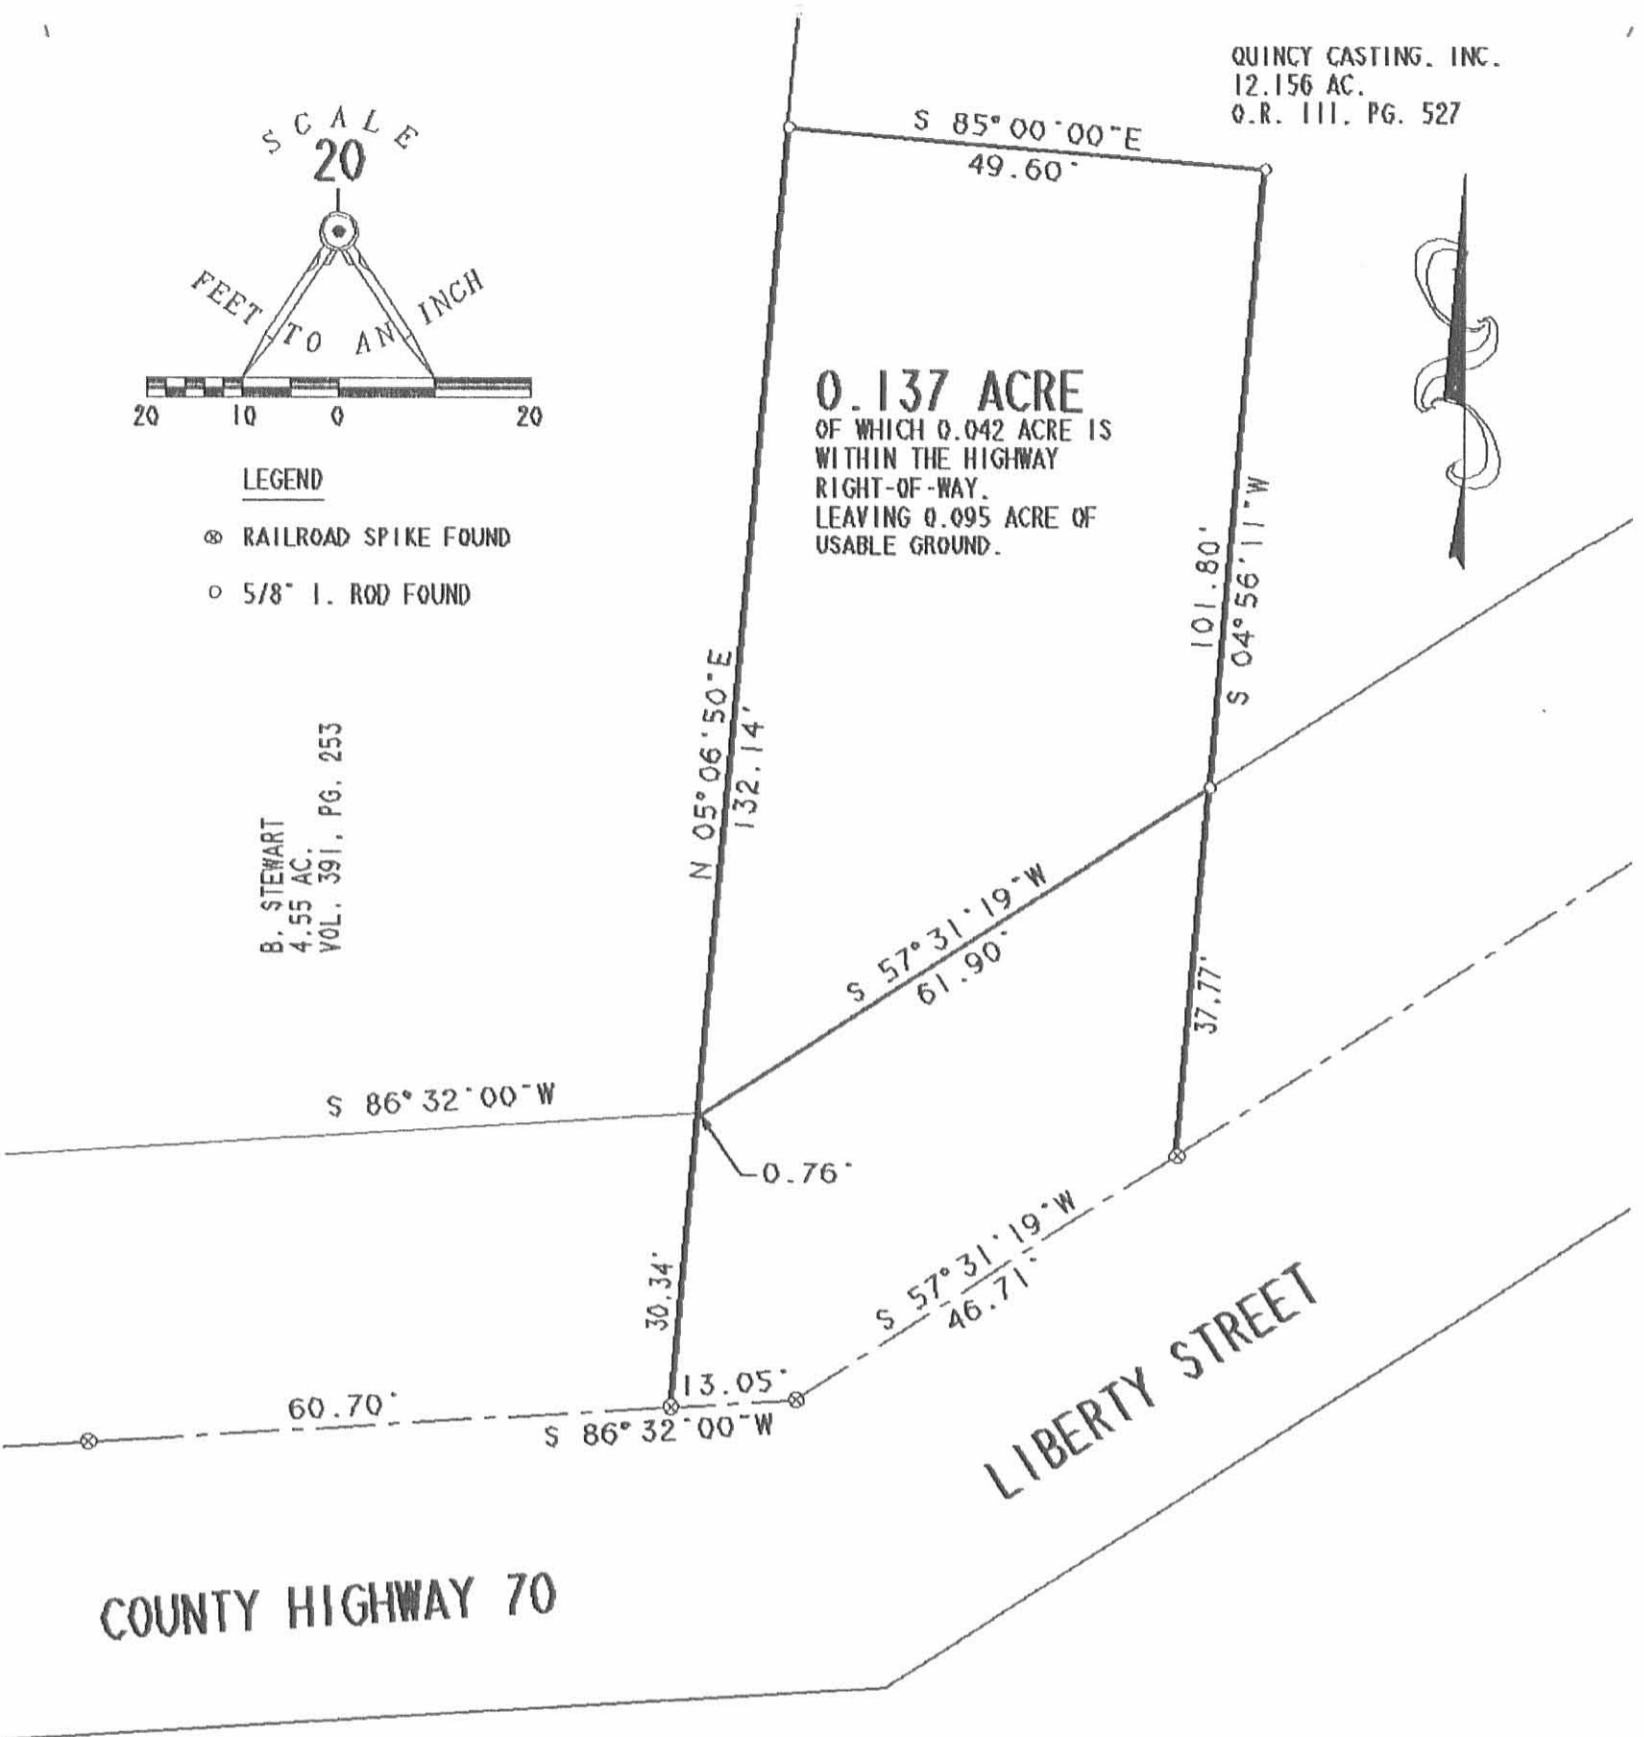 QUINCY CASTING. INC.
12.156 AC.
O.R. 111. PG. 527
SCALE
20
FEET TO AN INCH
20 10 0 20
LEGEND
⊗ RAILROAD SPIKE FOUND
○ 5/8" I. ROD FOUND
S 85°00'00"E
49.60'
0.137 ACRE
OF WHICH 0.042 ACRE IS
WITHIN THE HIGHWAY
RIGHT-OF-WAY.
LEAVING 0.095 ACRE OF
USABLE GROUND.
101.80'
S 04°56'11"W
N 05°06'50"E
132.14'
B. STEWART
4.55 AC.
VOL. 391, PG. 253
S 57°31'19"W
61.90'
37.77'
S 86°32'00"W
0.76'
30.34'
S 57°31'19"W
46.71'
13.05'
60.70'
S 86°32'00"W
LIBERTY STREET
COUNTY HIGHWAY 70